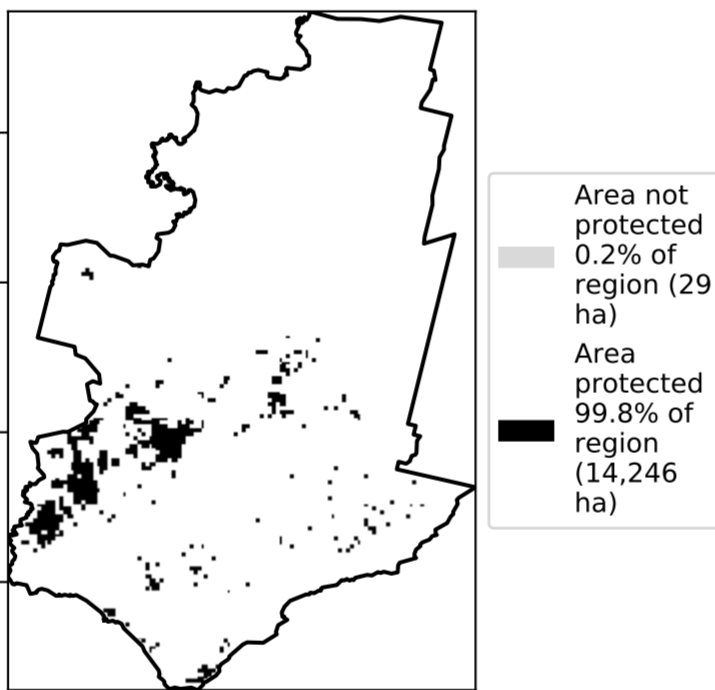 Area not
protected
0.2% of
region (29
ha)
Area
protected
99.8% of
region
(14,246
ha)